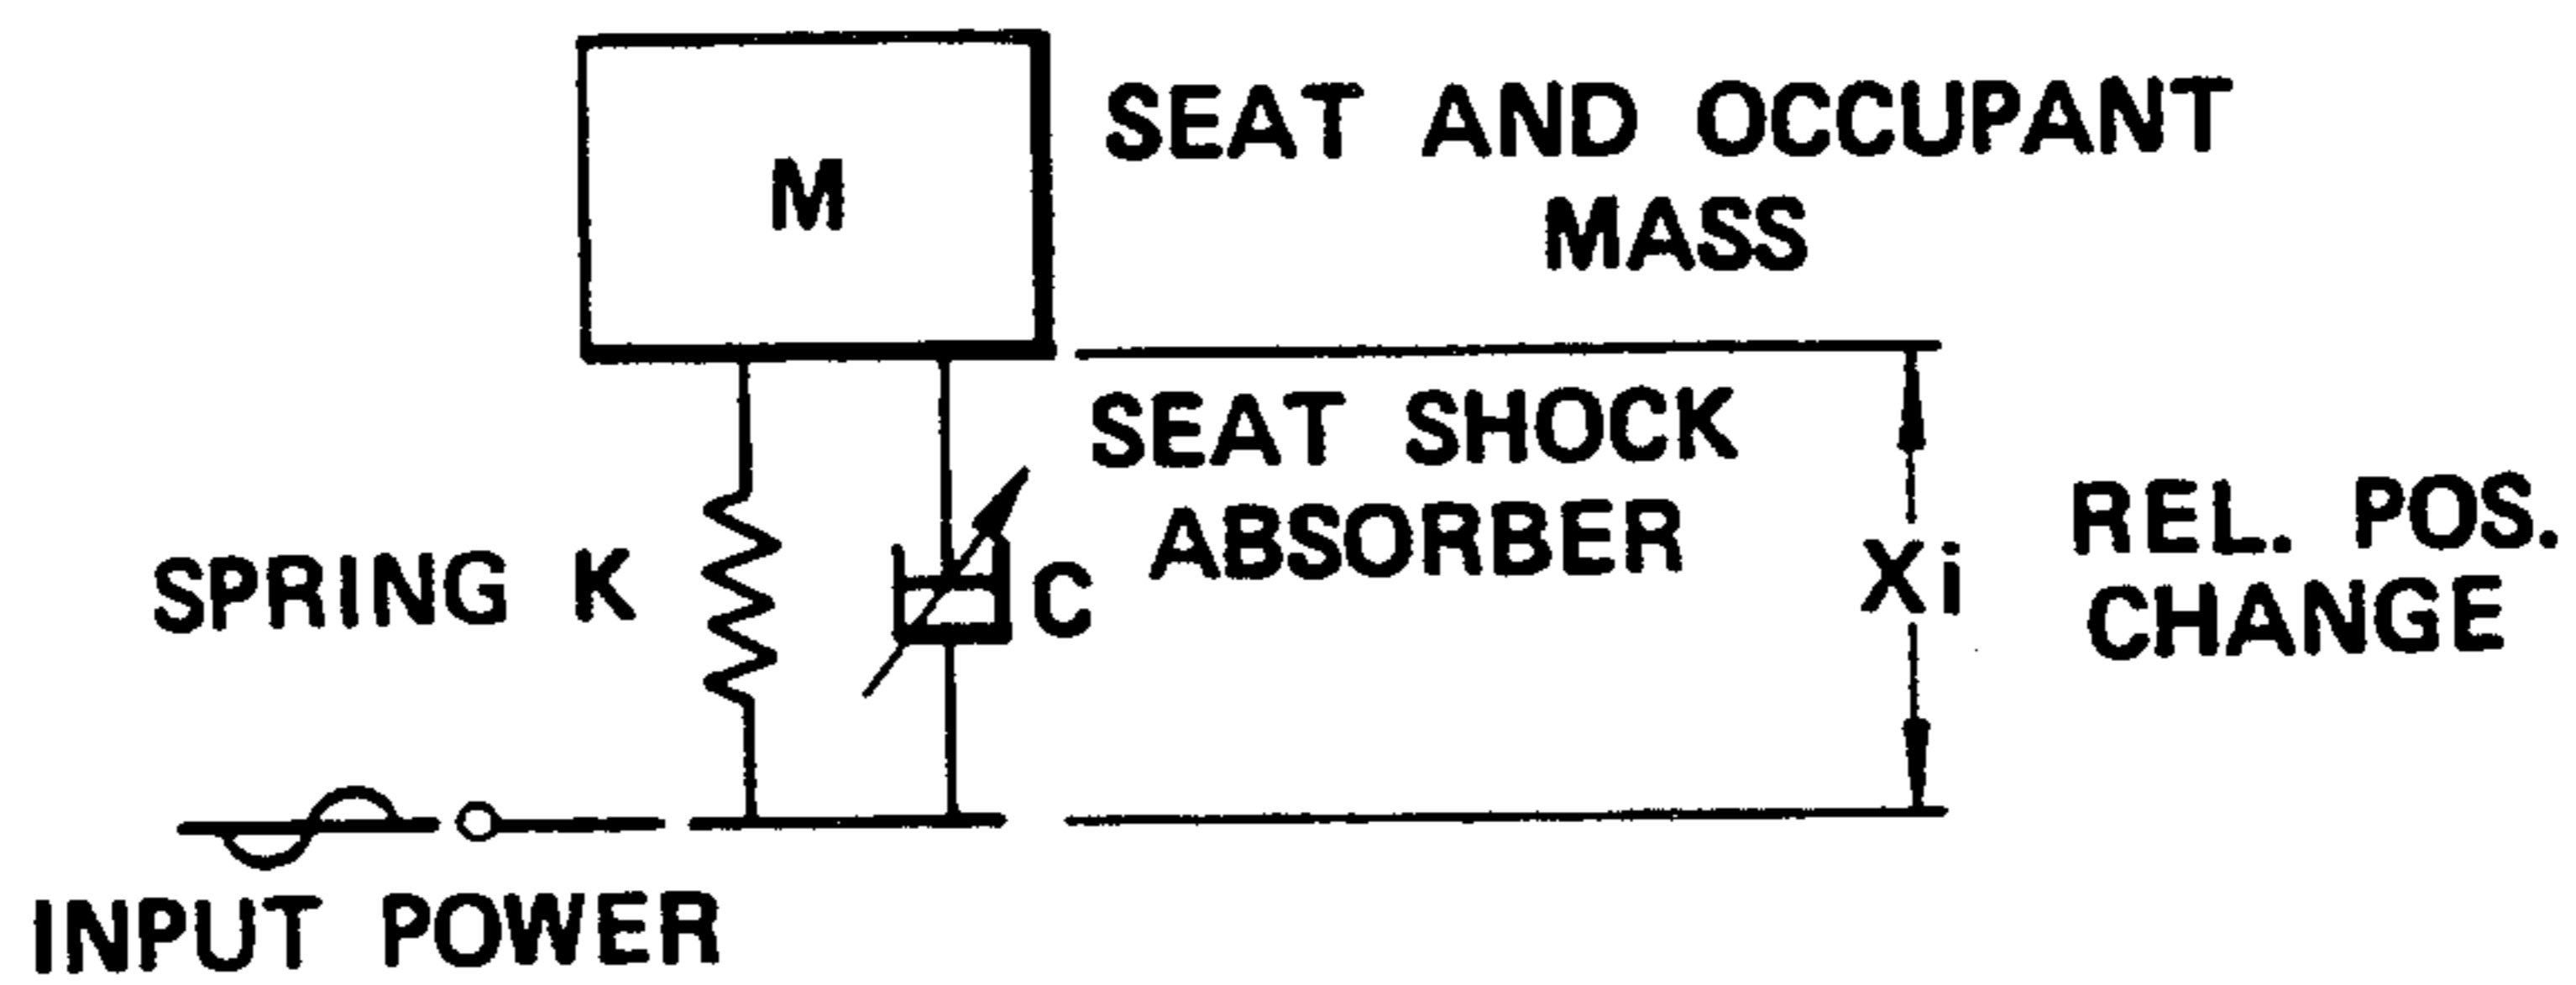 M
SEAT AND OCCUPANT
MASS
SEAT SHOCK
ABSORBER
SPRING K
C
Xi
REL. POS.
CHANGE
INPUT POWER